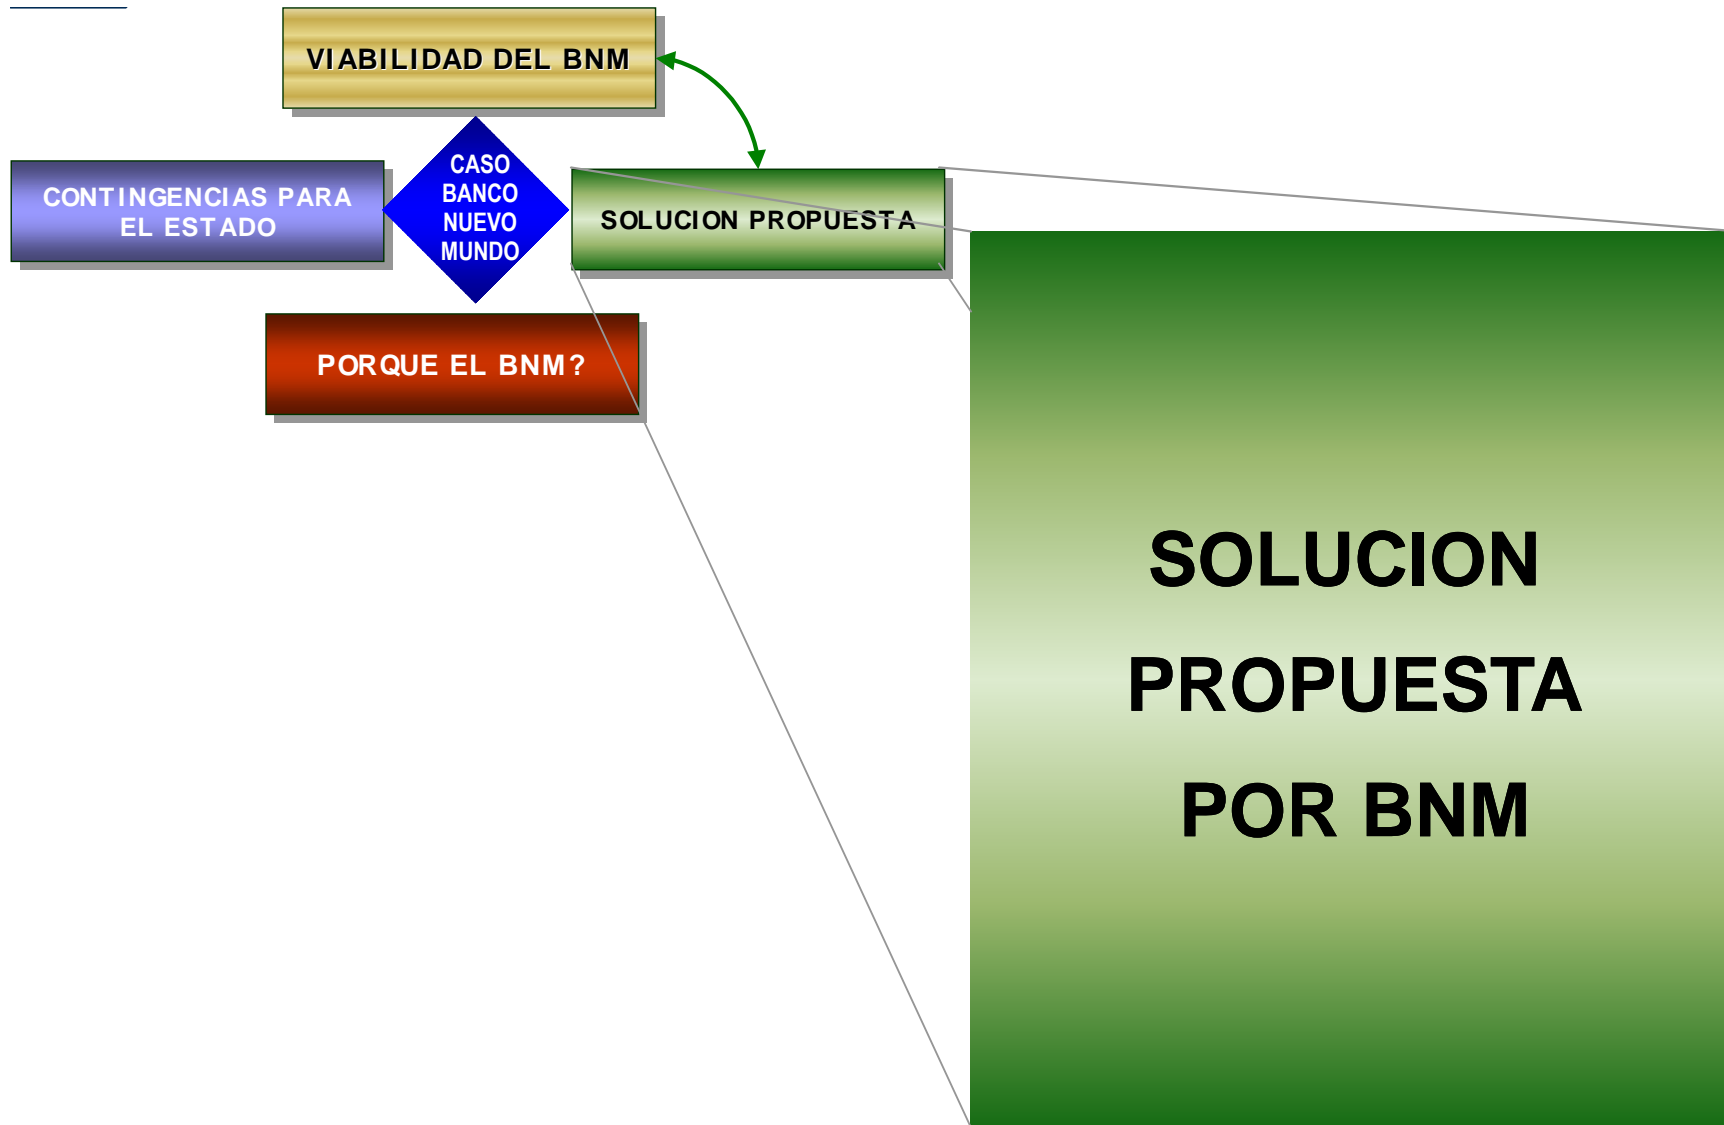 VIABILIDAD DEL BNM
CONTINGENCIAS PARA
EL ESTADO
CASO
BANCO
NUEVO
MUNDO
SOLUCION PROPUESTA
PORQUE EL BNM?
SOLUCION
PROPUESTA
POR BNM